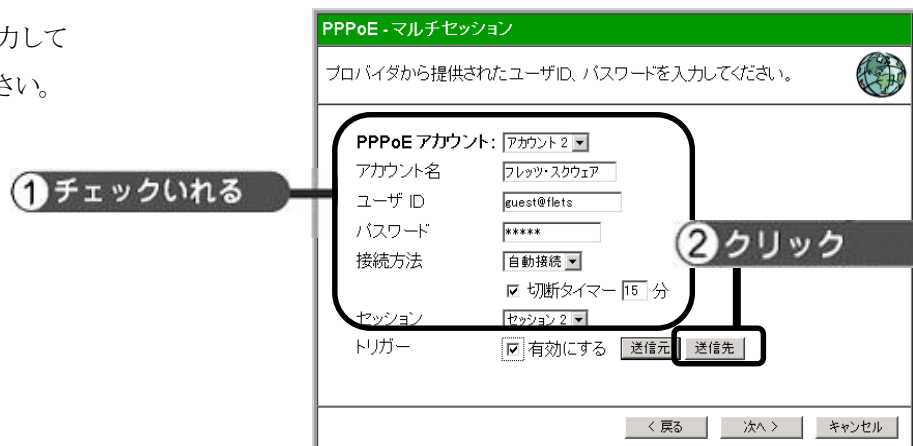 力して
さい。
PPPoE - マルチセッション
プロバイダから提供されたユーザID、パスワードを入力してください。
PPPoE アカウント: アカウント 2
アカウント名 フレッツ・スクウェア
ユーザ ID guest@flets
パスワード *****
接続方法 自動接続
切断タイマー 15 分
セッション セッション 2
トリガー 有効にする 送信元 送信先
① チェックいれる
② クリック
< 戻る 次へ > キャンセル